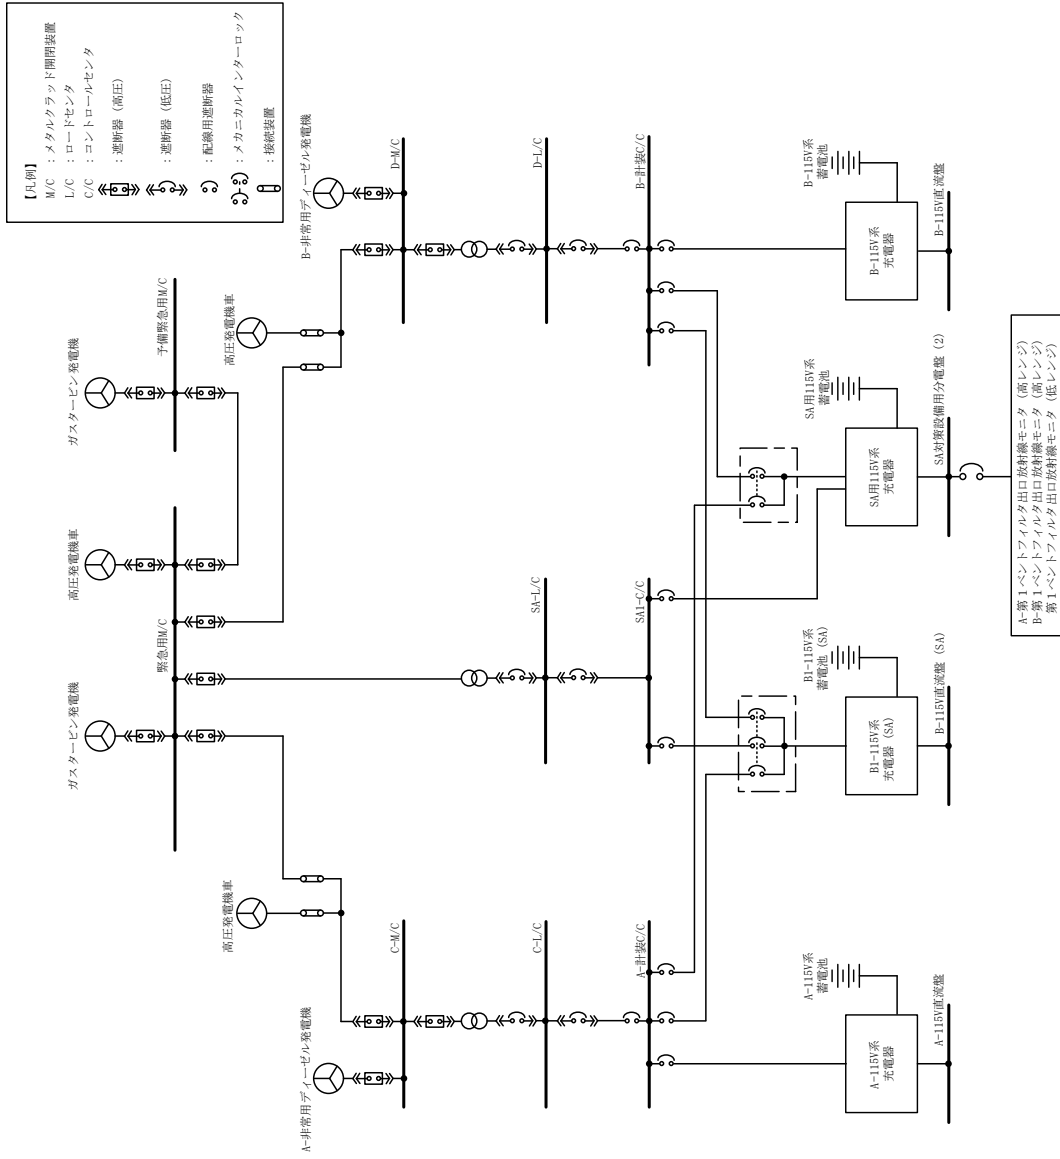 【凡例】
M/C ：メタルクラッド開閉装置
L/C ：ロードセンタ
C/C ：コントロールセンタ
：遮断器（高圧）
：遮断器（低圧）
：配線用遮断器
：メカニカルインターロック
：接続装置
ガスタービン発電機
高圧発電機車
ガスタービン発電機
緊急用M/C
予備緊急用M/C
高圧発電機車
高圧発電機車
A-非常用ディーゼル発電機
B-非常用ディーゼル発電機
C-M/C
D-M/C
C-L/C
SA-L/C
D-L/C
A-計装C/C
SA1-C/C
B-計装C/C
A-115V系
蓄電池
B1-115V系
蓄電池（SA）
SA用115V系
蓄電池
B-115V系
蓄電池
A-115V系
充電器
B1-115V系
充電器（SA）
SA用115V系
充電器
B-115V系
充電器
A-115V直流盤
B-115V直流盤（SA）
SA対策設備用分電盤（2）
B-115V直流盤
A-第１ベントフィルタ出口放射線モニタ（高レンジ）
B-第１ベントフィルタ出口放射線モニタ（高レンジ）
第１ベントフィルタ出口放射線モニタ（低レンジ）